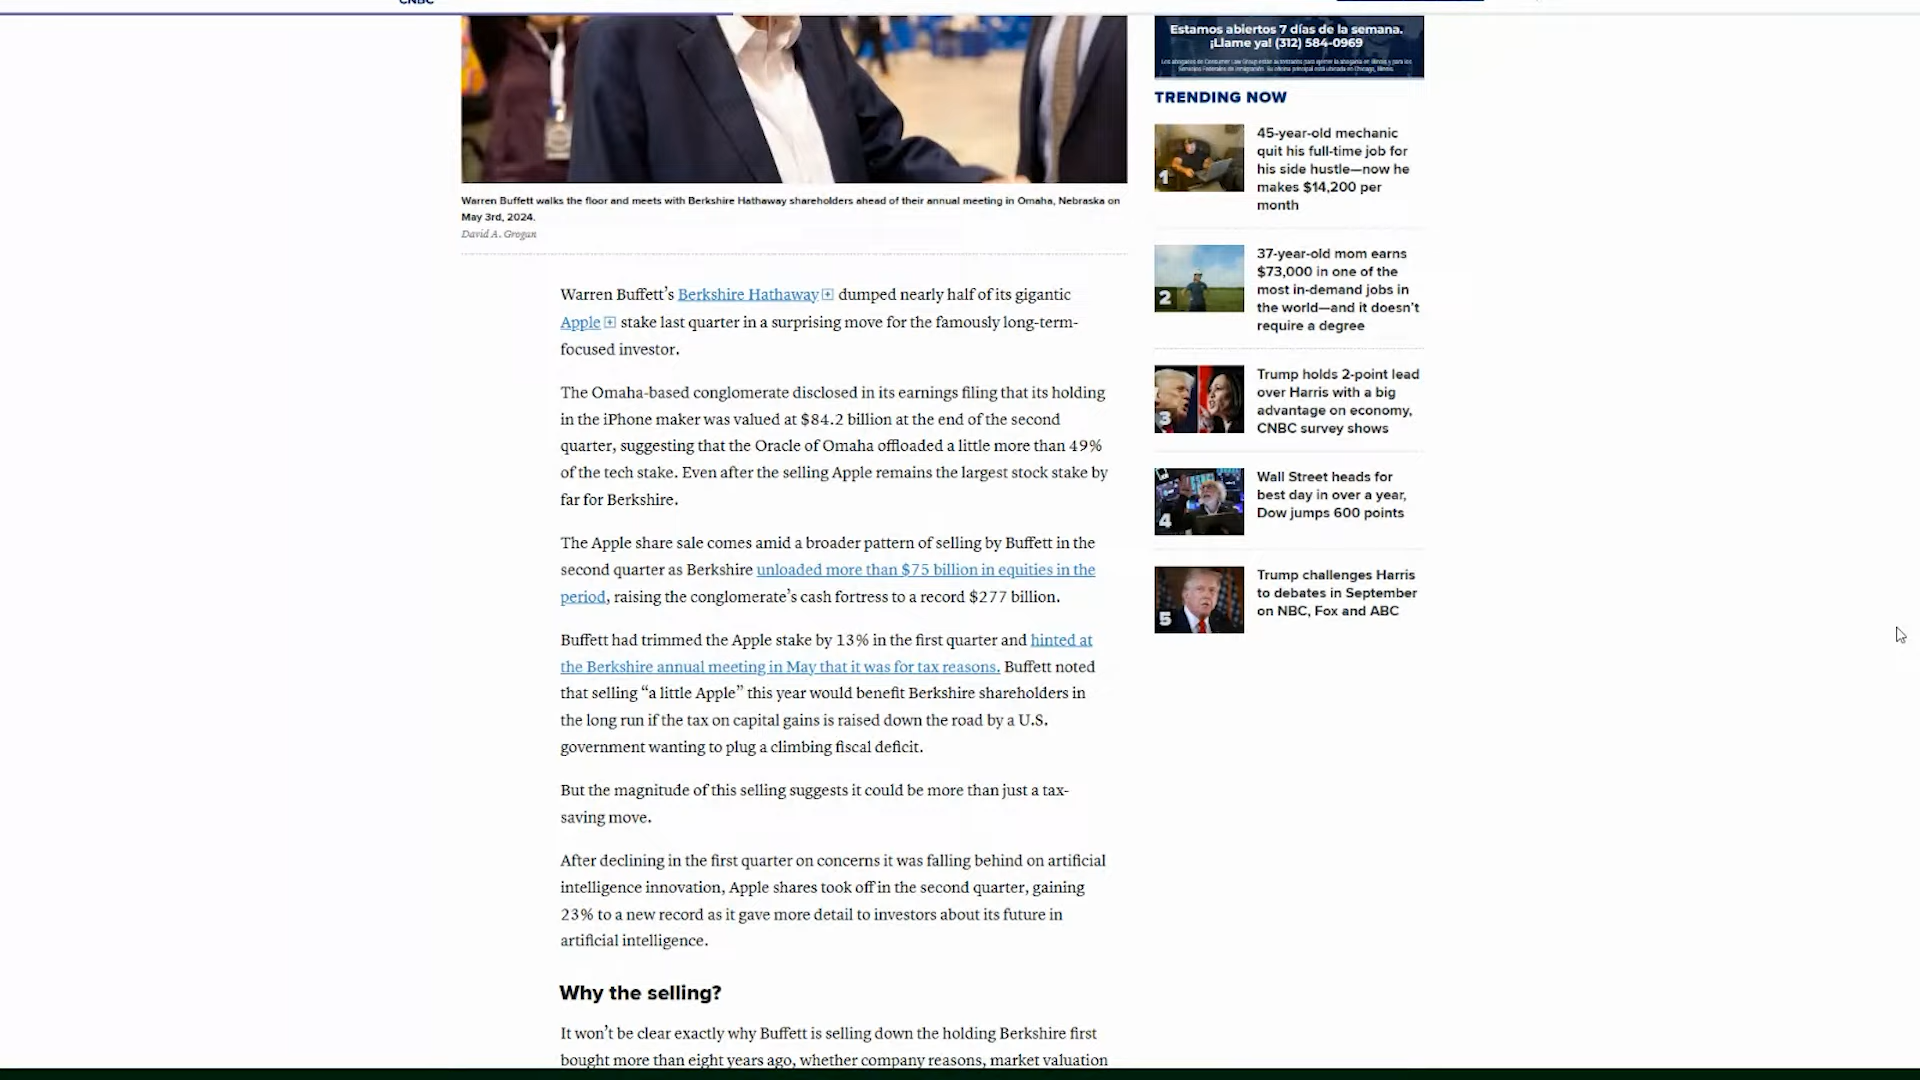 CNBC
Warren Buffett walks the floor and meets with Berkshire Hathaway shareholders ahead of their annual meeting in Omaha, Nebraska on
May 3rd, 2024.
David A. Grogan
Warren Buffett’s Berkshire Hathaway dumped nearly half of its gigantic
Apple stake last quarter in a surprising move for the famously long-term-
focused investor.
The Omaha-based conglomerate disclosed in its earnings filing that its holding
in the iPhone maker was valued at $84.2 billion at the end of the second
quarter, suggesting that the Oracle of Omaha offloaded a little more than 49%
of the tech stake. Even after the selling Apple remains the largest stock stake by
far for Berkshire.
The Apple share sale comes amid a broader pattern of selling by Buffett in the
second quarter as Berkshire unloaded more than $75 billion in equities in the
period, raising the conglomerate’s cash fortress to a record $277 billion.
Buffett had trimmed the Apple stake by 13% in the first quarter and hinted at
the Berkshire annual meeting in May that it was for tax reasons. Buffett noted
that selling “a little Apple” this year would benefit Berkshire shareholders in
the long run if the tax on capital gains is raised down the road by a U.S.
government wanting to plug a climbing fiscal deficit.
But the magnitude of this selling suggests it could be more than just a tax-
saving move.
After declining in the first quarter on concerns it was falling behind on artificial
intelligence innovation, Apple shares took off in the second quarter, gaining
23% to a new record as it gave more detail to investors about its future in
artificial intelligence.
Why the selling?
It won’t be clear exactly why Buffett is selling down the holding Berkshire first
bought more than eight years ago, whether company reasons, market valuation
Estamos abiertos 7 días de la semana.
¡Llame ya! (312) 584-0969
TRENDING NOW
1
45-year-old mechanic
quit his full-time job for
his side hustle—now he
makes $14,200 per
month
2
37-year-old mom earns
$73,000 in one of the
most in-demand jobs in
the world—and it doesn’t
require a degree
3
Trump holds 2-point lead
over Harris with a big
advantage on economy,
CNBC survey shows
4
Wall Street heads for
best day in over a year,
Dow jumps 600 points
5
Trump challenges Harris
to debates in September
on NBC, Fox and ABC